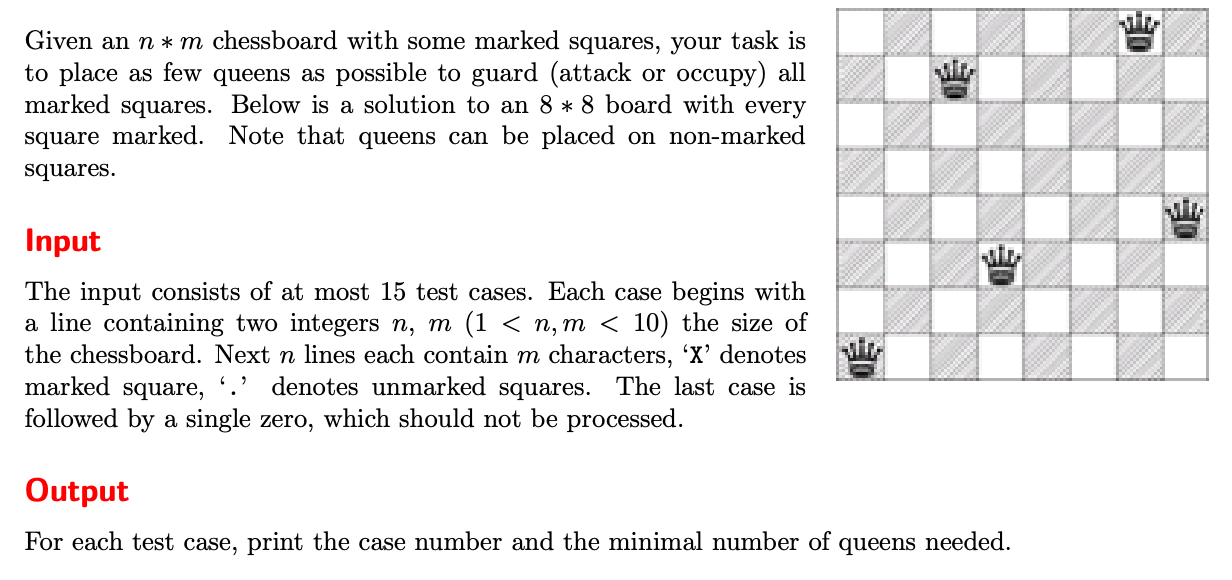 Given an n * m chessboard with some marked squares, your task is
to place as few queens as possible to guard (attack or occupy) all
marked squares. Below is a solution to an 8 * 8 board with every
square marked. Note that queens can be placed on non-marked
squares.
Input
The input consists of at most 15 test cases. Each case begins with
a line containing two integers n, m (1 < n, m < 10) the size of
the chessboard. Next n lines each contain m characters, ‘X’ denotes
marked square, ‘.’ denotes unmarked squares. The last case is
followed by a single zero, which should not be processed.
Output
For each test case, print the case number and the minimal number of queens needed.